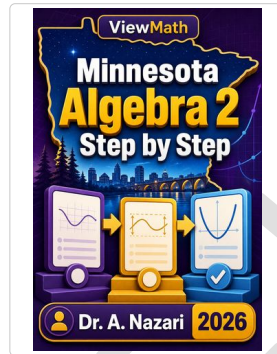 ViewMath
Minnesota
Algebra 2
Step by Step
Dr. A. Nazari
2026